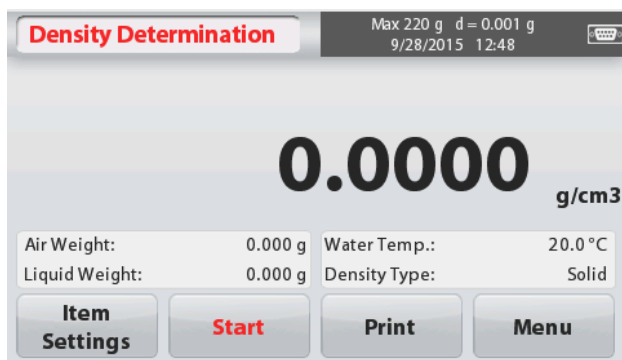 Density Determination
Max 220 g d = 0.001 g
9/28/2015 12:48
0.0000
g/cm3
Air Weight: 0.000 g
Liquid Weight: 0.000 g
Water Temp.: 20.0 °C
Density Type: Solid
Item
Settings
Start
Print
Menu